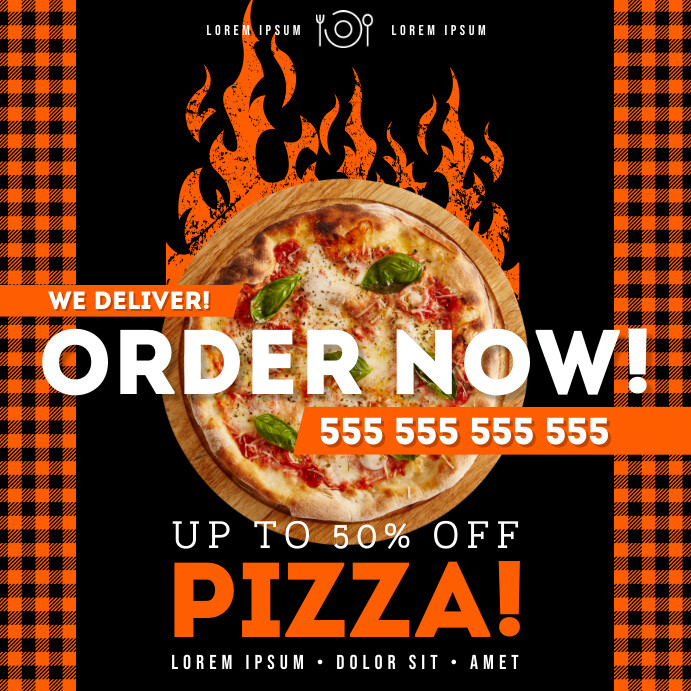 LOREM IPSUM LOREM IPSUM
WE DELIVER!
ORDER NOW!
555 555 555 555
UP TO 50% OFF
PIZZA!
LOREM IPSUM • DOLOR SIT • AMET